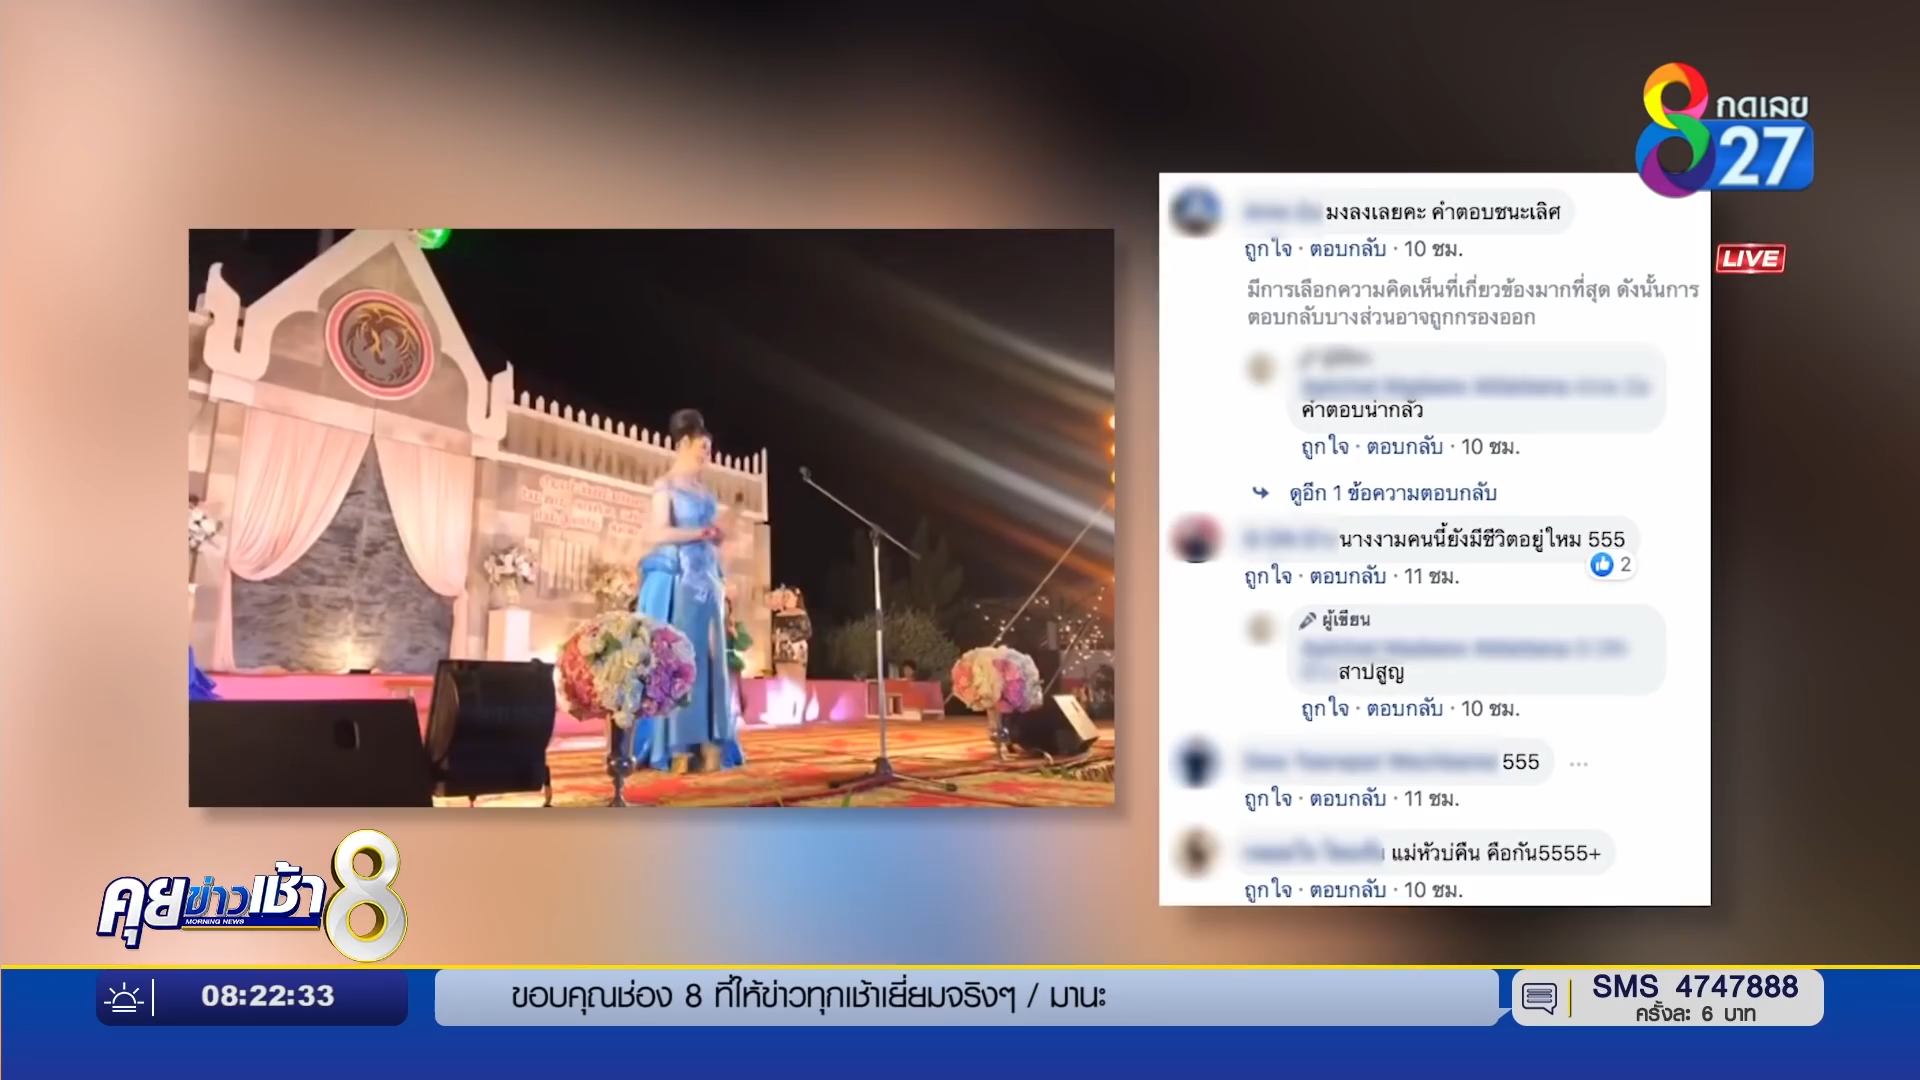 กดเลข
27
LIVE
มงลงเลยคะ คำตอบชนะเลิศ
ถูกใจ · ตอบกลับ · 10 ชม.
มีการเลือกความคิดเห็นที่เกี่ยวข้องมากที่สุด ดังนั้นการ
ตอบกลับบางส่วนอาจถูกกรองออก
คำตอบน่ากลัว
ถูกใจ · ตอบกลับ · 10 ชม.
ดูอีก 1 ข้อความตอบกลับ
นางงามคนนี้ยังมีชีวิตอยู่ใหม 555
2
ถูกใจ · ตอบกลับ · 11 ชม.
ผู้เขียน
สาปสูญ
ถูกใจ · ตอบกลับ · 10 ชม.
555
ถูกใจ · ตอบกลับ · 11 ชม.
แม่หัวบ่คืน คือกัน5555+
ถูกใจ · ตอบกลับ · 10 ชม.
คุยข่าวเช้า 8
MORNING NEWS
08:22:33
ขอบคุณช่อง 8 ที่ให้ข่าวทุกเช้าเยี่ยมจริงๆ / มานะ
SMS 4747888
ครั้งละ 6 บาท